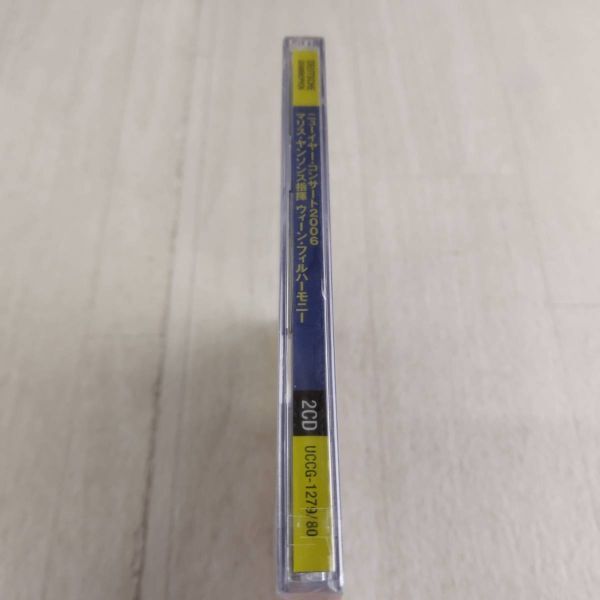 DEUTSCHE
GRAMMOPHON
ニューイヤー・コンサート2006
マリス・ヤンソンス指揮 ウィーン・フィルハーモニー
2CD
UCCG-1279/80